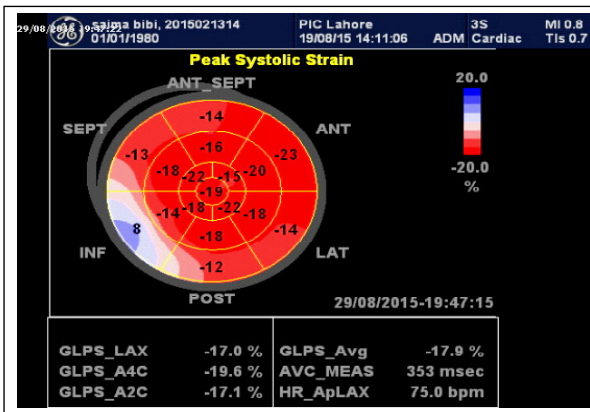 29/08/2015 19:47:22
saima bibi, 2015021314 PIC Lahore 3S MI 0.8
01/01/1980 19/08/15 14:11:06 ADM Cardiac TIs 0.7
Peak Systolic Strain
ANT_SEPT
20.0
SEPT
ANT
-14
-16
-13
-23
-18
-22
-15
-20
-20.0
%
-19
-14
-18
-22
-18
8
-18
-14
INF
LAT
-12
POST
29/08/2015-19:47:15
GLPS_LAX -17.0 % GLPS_Avg -17.9 %
GLPS_A4C -19.6 % AVC_MEAS 353 msec
GLPS_A2C -17.1 % HR_ApLAX 75.0 bpm